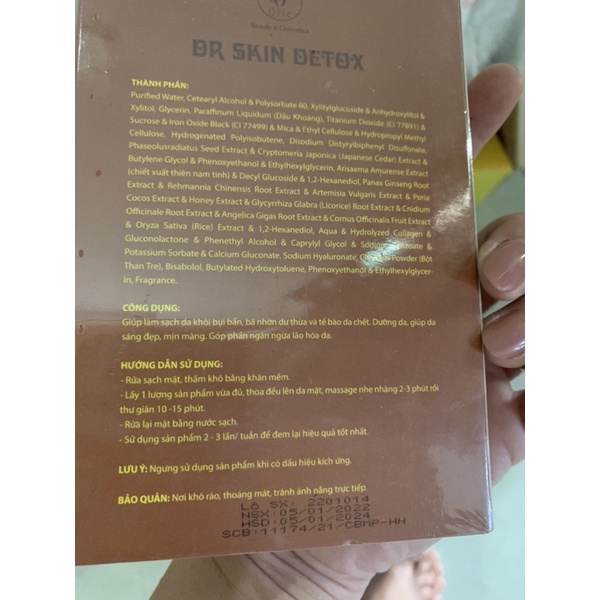 Olic
Beauty & Cosmetics
DR SKIN DETOX
THÀNH PHẦN:
Purified Water, Cetearyl Alcohol & Polysorbate 60, Xylitylglucoside & Anhydroxylitol &
Xylitol, Glycerin, Paraffinum Liquidum (Dầu Khoáng), Titanium Dioxide (CI 77891) &
Sucrose & Iron Oxide Black (CI 77499) & Mica & Ethyl Cellulose & Hydropropyl Methyl
Cellulose, Hydrogenated Polyisobutene, Disodium Distyrylbiphenyl Disulfonate,
Phaseolusradiatus Seed Extract & Cryptomeria Japonica (Japanese Cedar) Extract &
Butylene Glycol & Phenoxyethanol & Ethylhexylglycerin, Arisaema Amurense Extract
(chiết xuất thiên nam tinh) & Decyl Glucoside & 1,2-Hexanediol, Panax Ginseng Root
Extract & Rehmannia Chinensis Root Extract & Artemisia Vulgaris Extract & Poria
Cocos Extract & Honey Extract & Glycyrrhiza Glabra (Licorice) Root Extract & Cnidium
Officinale Root Extract & Angelica Gigas Root Extract & Cornus Officinalis Fruit Extract
& Oryza Sativa (Rice) Extract & 1,2-Hexanediol, Aqua & Hydrolyzed Collagen &
Gluconolactone & Phenethyl Alcohol & Caprylyl Glycol & Sodium Benzoate &
Potassium Sorbate & Calcium Gluconate, Sodium Hyaluronate, Powder (Bột
Than Tre), Bisabolol, Butylated Hydroxytoluene, Phenoxyethanol & Ethylhexylglycer-
in, Fragrance.
CÔNG DỤNG:
Giúp làm sạch da khỏi bụi bẩn, bã nhờn dư thừa và tế bào da chết. Dưỡng da, giúp da
sáng đẹp, mịn màng. Góp phần ngăn ngừa lão hóa da.
HƯỚNG DẪN SỬ DỤNG:
- Rửa sạch mặt, thấm khô bằng khăn mềm.
- Lấy 1 lượng sản phẩm vừa đủ, thoa đều lên da mặt, massage nhẹ nhàng 2-3 phút rồi
thư giãn 10 -15 phút.
- Rửa lại mặt bằng nước sạch.
- Sử dụng sản phẩm 2 - 3 lần/ tuần để đem lại hiệu quả tốt nhất.
LƯU Ý: Ngưng sử dụng sản phẩm khi có dấu hiệu kích ứng.
BẢO QUẢN: Nơi khô ráo, thoáng mát, tránh ánh nắng trực tiếp.
Lô SX: 2201014
NSX:05/01/2022
HSD:05/01/2024
SCB:11174/21/CBMP-HN